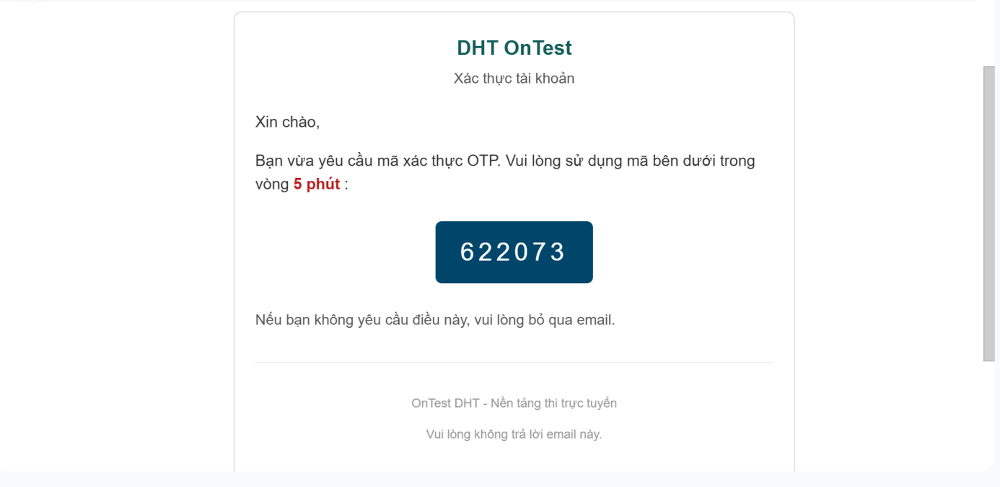 DHT OnTest
Xác thực tài khoản
Xin chào,
Bạn vừa yêu cầu mã xác thực OTP. Vui lòng sử dụng mã bên dưới trong
vòng 5 phút :
622073
Nếu bạn không yêu cầu điều này, vui lòng bỏ qua email.
OnTest DHT - Nền tảng thi trực tuyến
Vui lòng không trả lời email này.